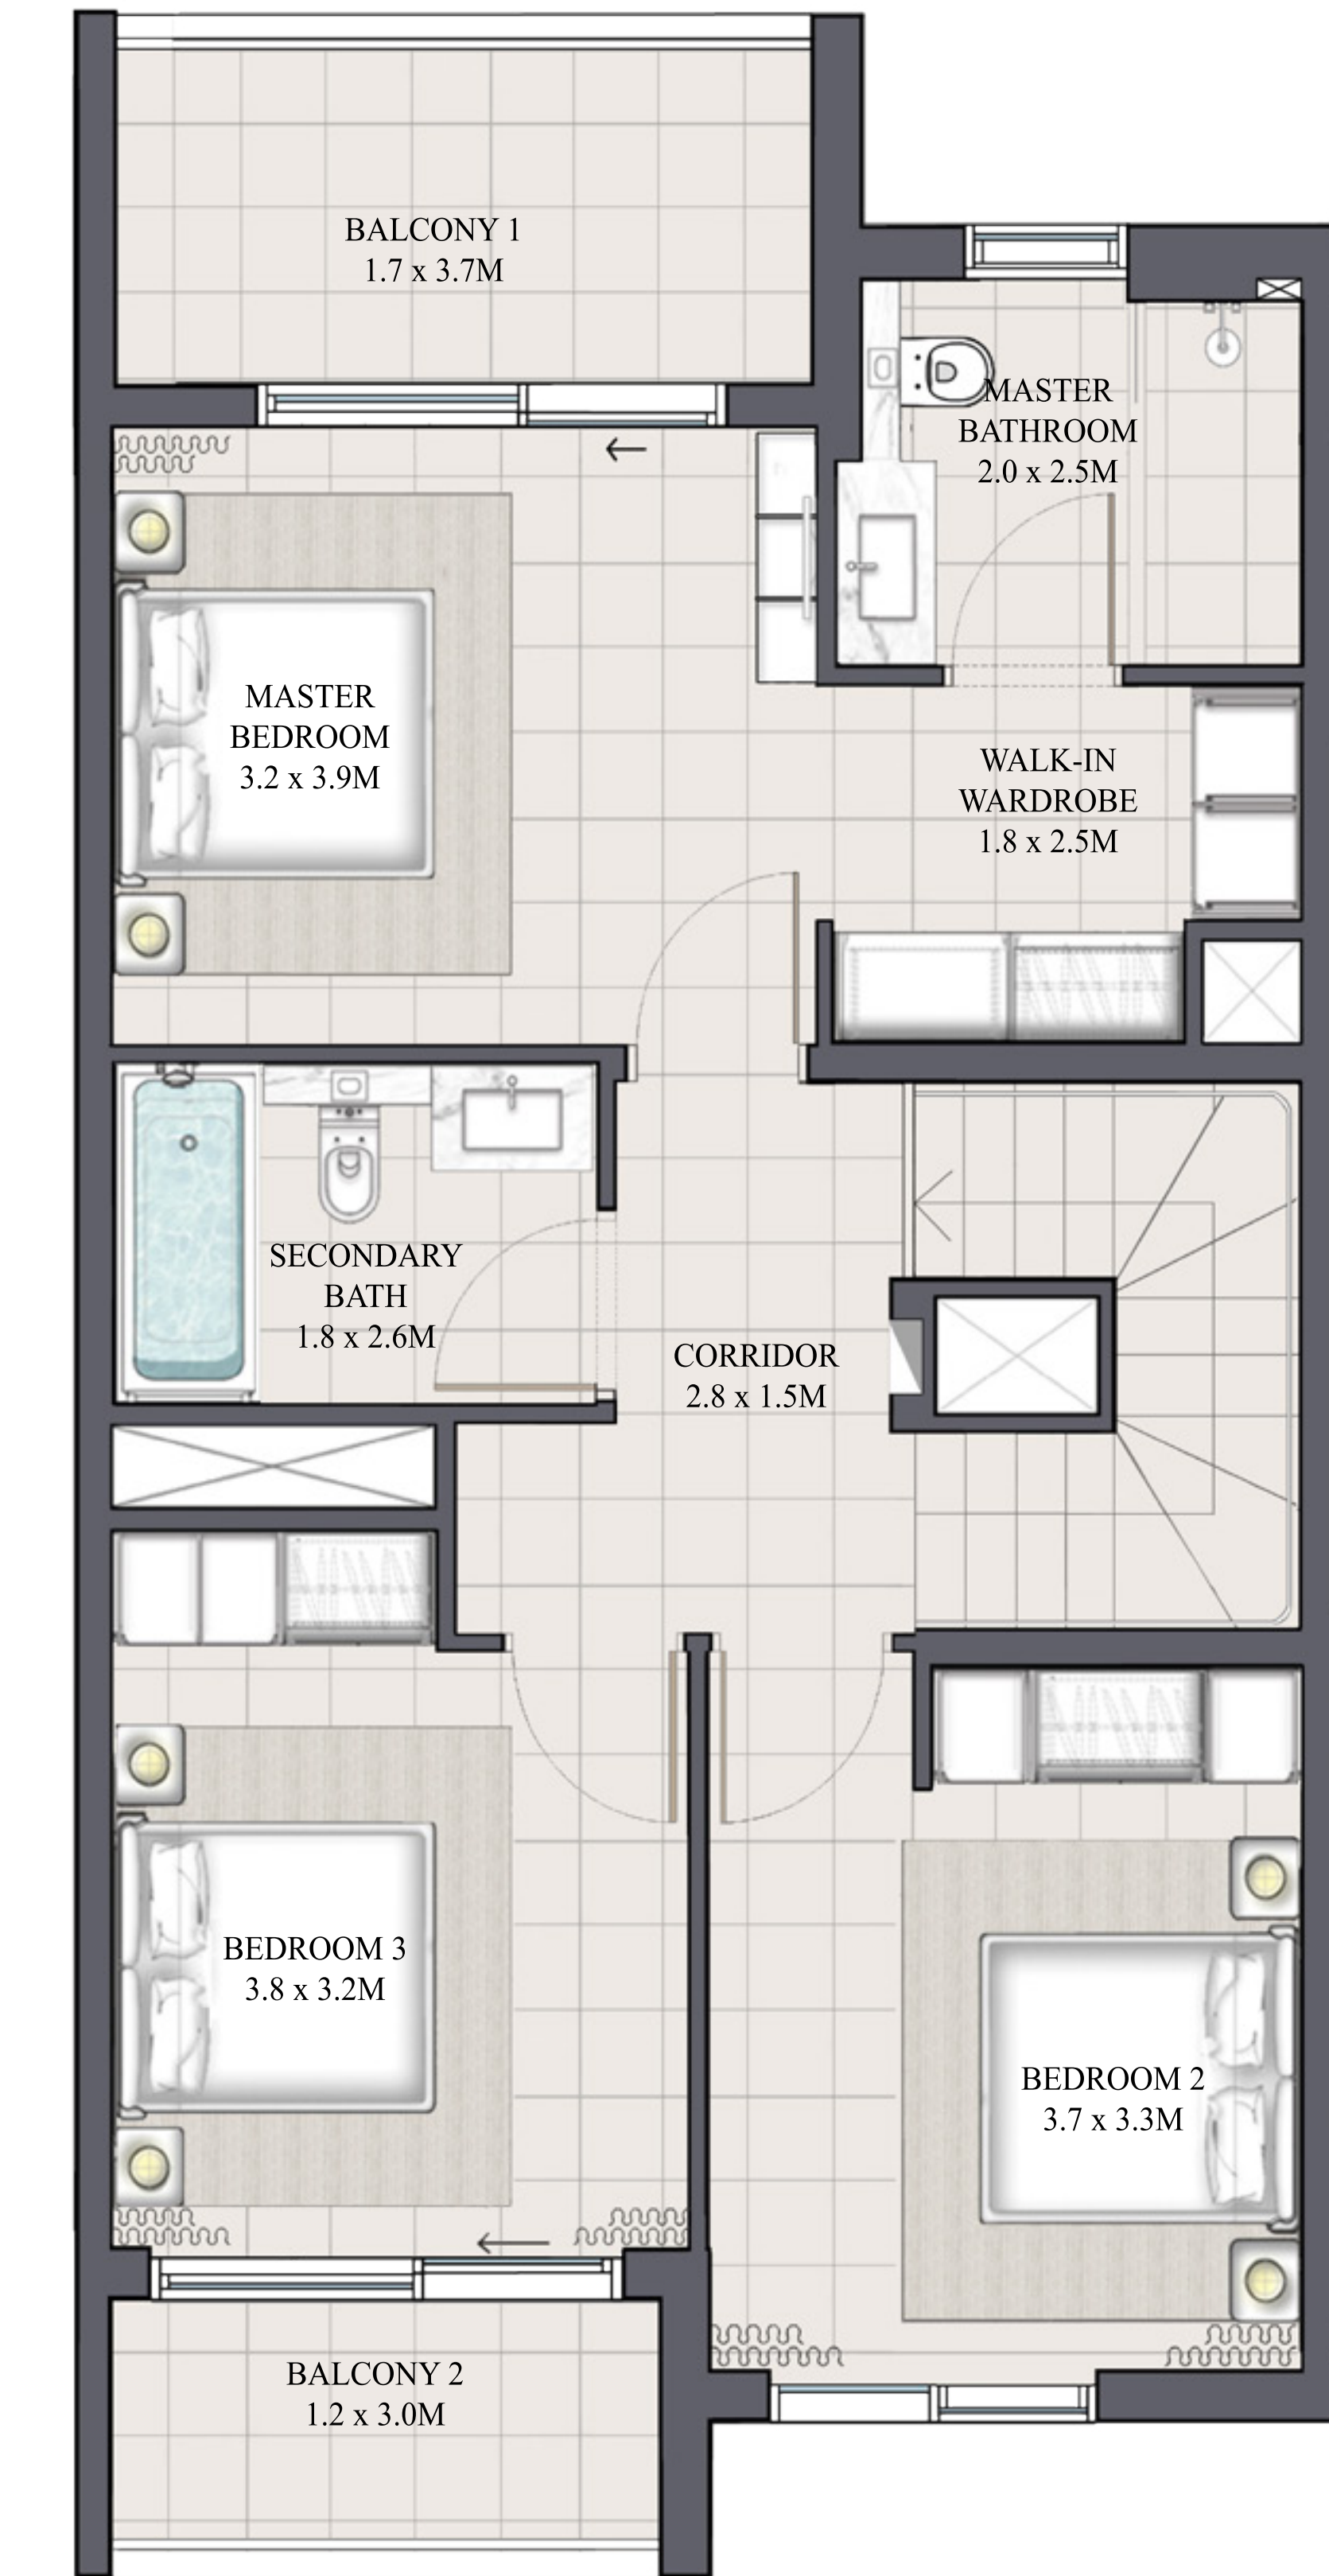 BALCONY 1
1.7 x 3.7M
MASTER
BATHROOM
2.0 x 2.5M
MASTER
BEDROOM
3.2 x 3.9M
WALK-IN
WARDROBE
1.8 x 2.5M
SECONDARY
BATH
1.8 x 2.6M
CORRIDOR
2.8 x 1.5M
BEDROOM 3
3.8 x 3.2M
BEDROOM 2
3.7 x 3.3M
BALCONY 2
1.2 x 3.0M